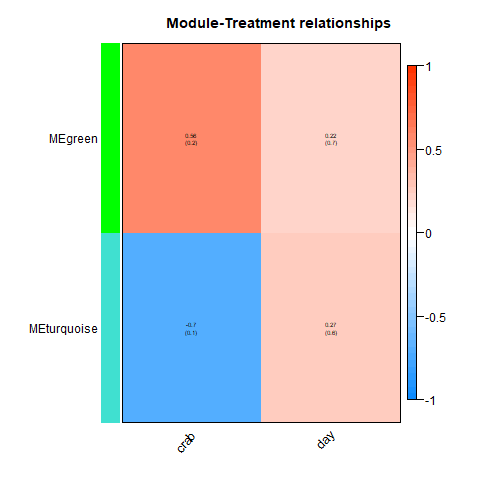 Module-Treatment relationships
MEgreen
MEturquoise
0.56
(0.2)
0.22
(0.7)
-0.7
(0.1)
0.27
(0.6)
crab
day
1
0.5
0
-0.5
-1